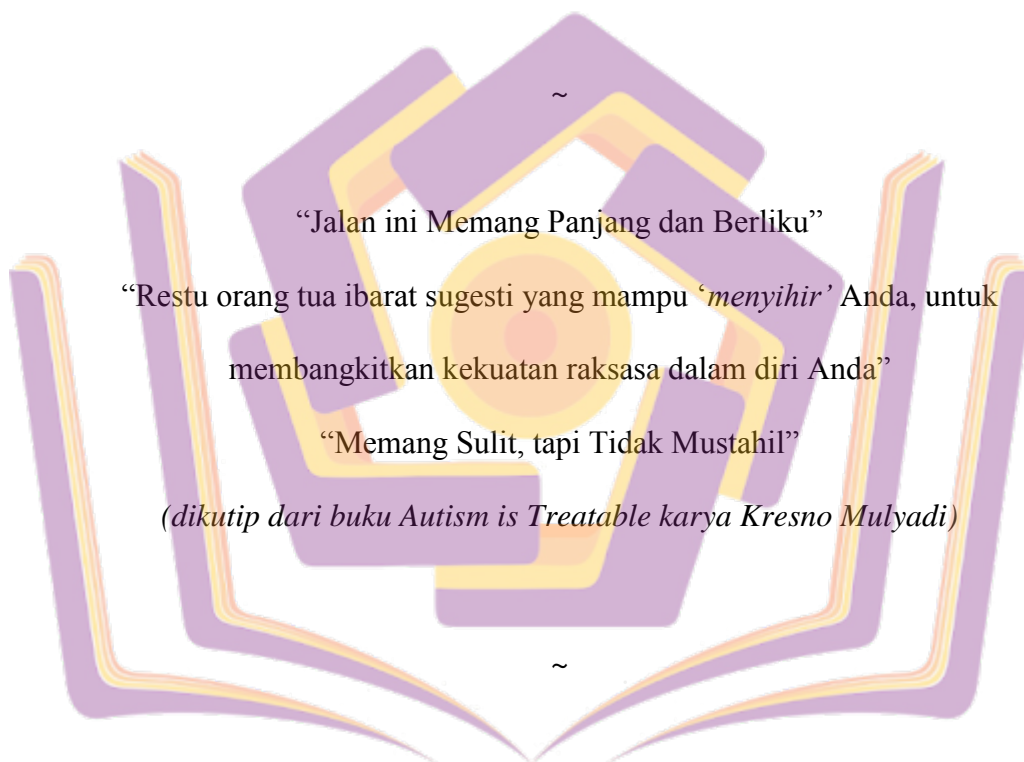 ~
“Jalan ini Memang Panjang dan Berliku”
“Restu orang tua ibarat sugesti yang mampu ‘menyihir’ Anda, untuk
membangkitkan kekuatan raksasa dalam diri Anda”
“Memang Sulit, tapi Tidak Mustahil”
(dikutip dari buku Autism is Treatable karya Kresno Mulyadi)
~